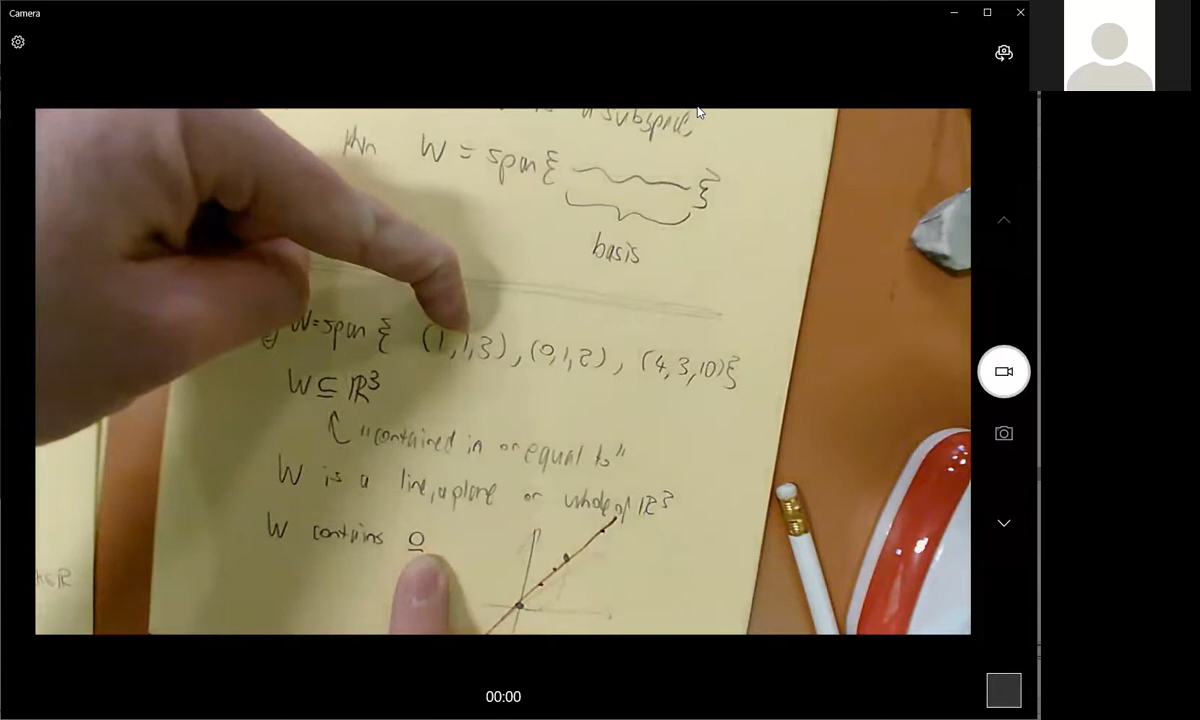 Camera
a subspace,
then W = span{ }
basis
W=span { (1,1,3), (0,1,2), (4,3,10)}
W ⊆ ℝ³
"contained in or equal to"
W is a line, a plane or whole of ℝ³
W contains 0
00:00